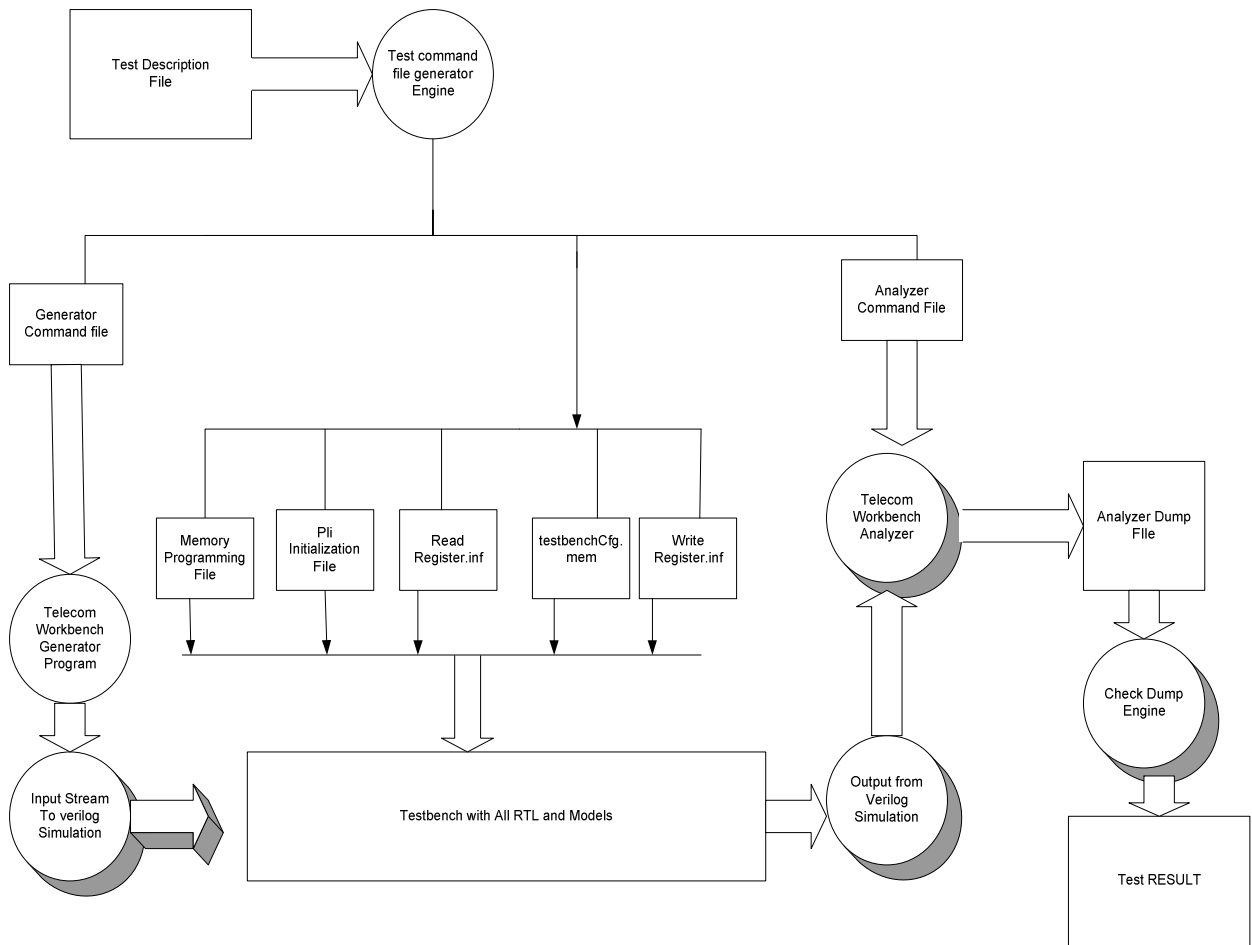 Test Description
File
Test command
file generator
Engine
Generator
Command file
Analyzer
Command File
Memory
Programming
File
Pli
Initialization
File
Read
Register.inf
testbenchCfg.
mem
Write
Register.inf
Telecom
Workbench
Analyzer
Analyzer Dump
FIle
Telecom
Workbench
Generator
Program
Check Dump
Engine
Input Stream
To verilog
Simulation
Testbench with All RTL and Models
Output from
Verilog
Simulation
Test RESULT